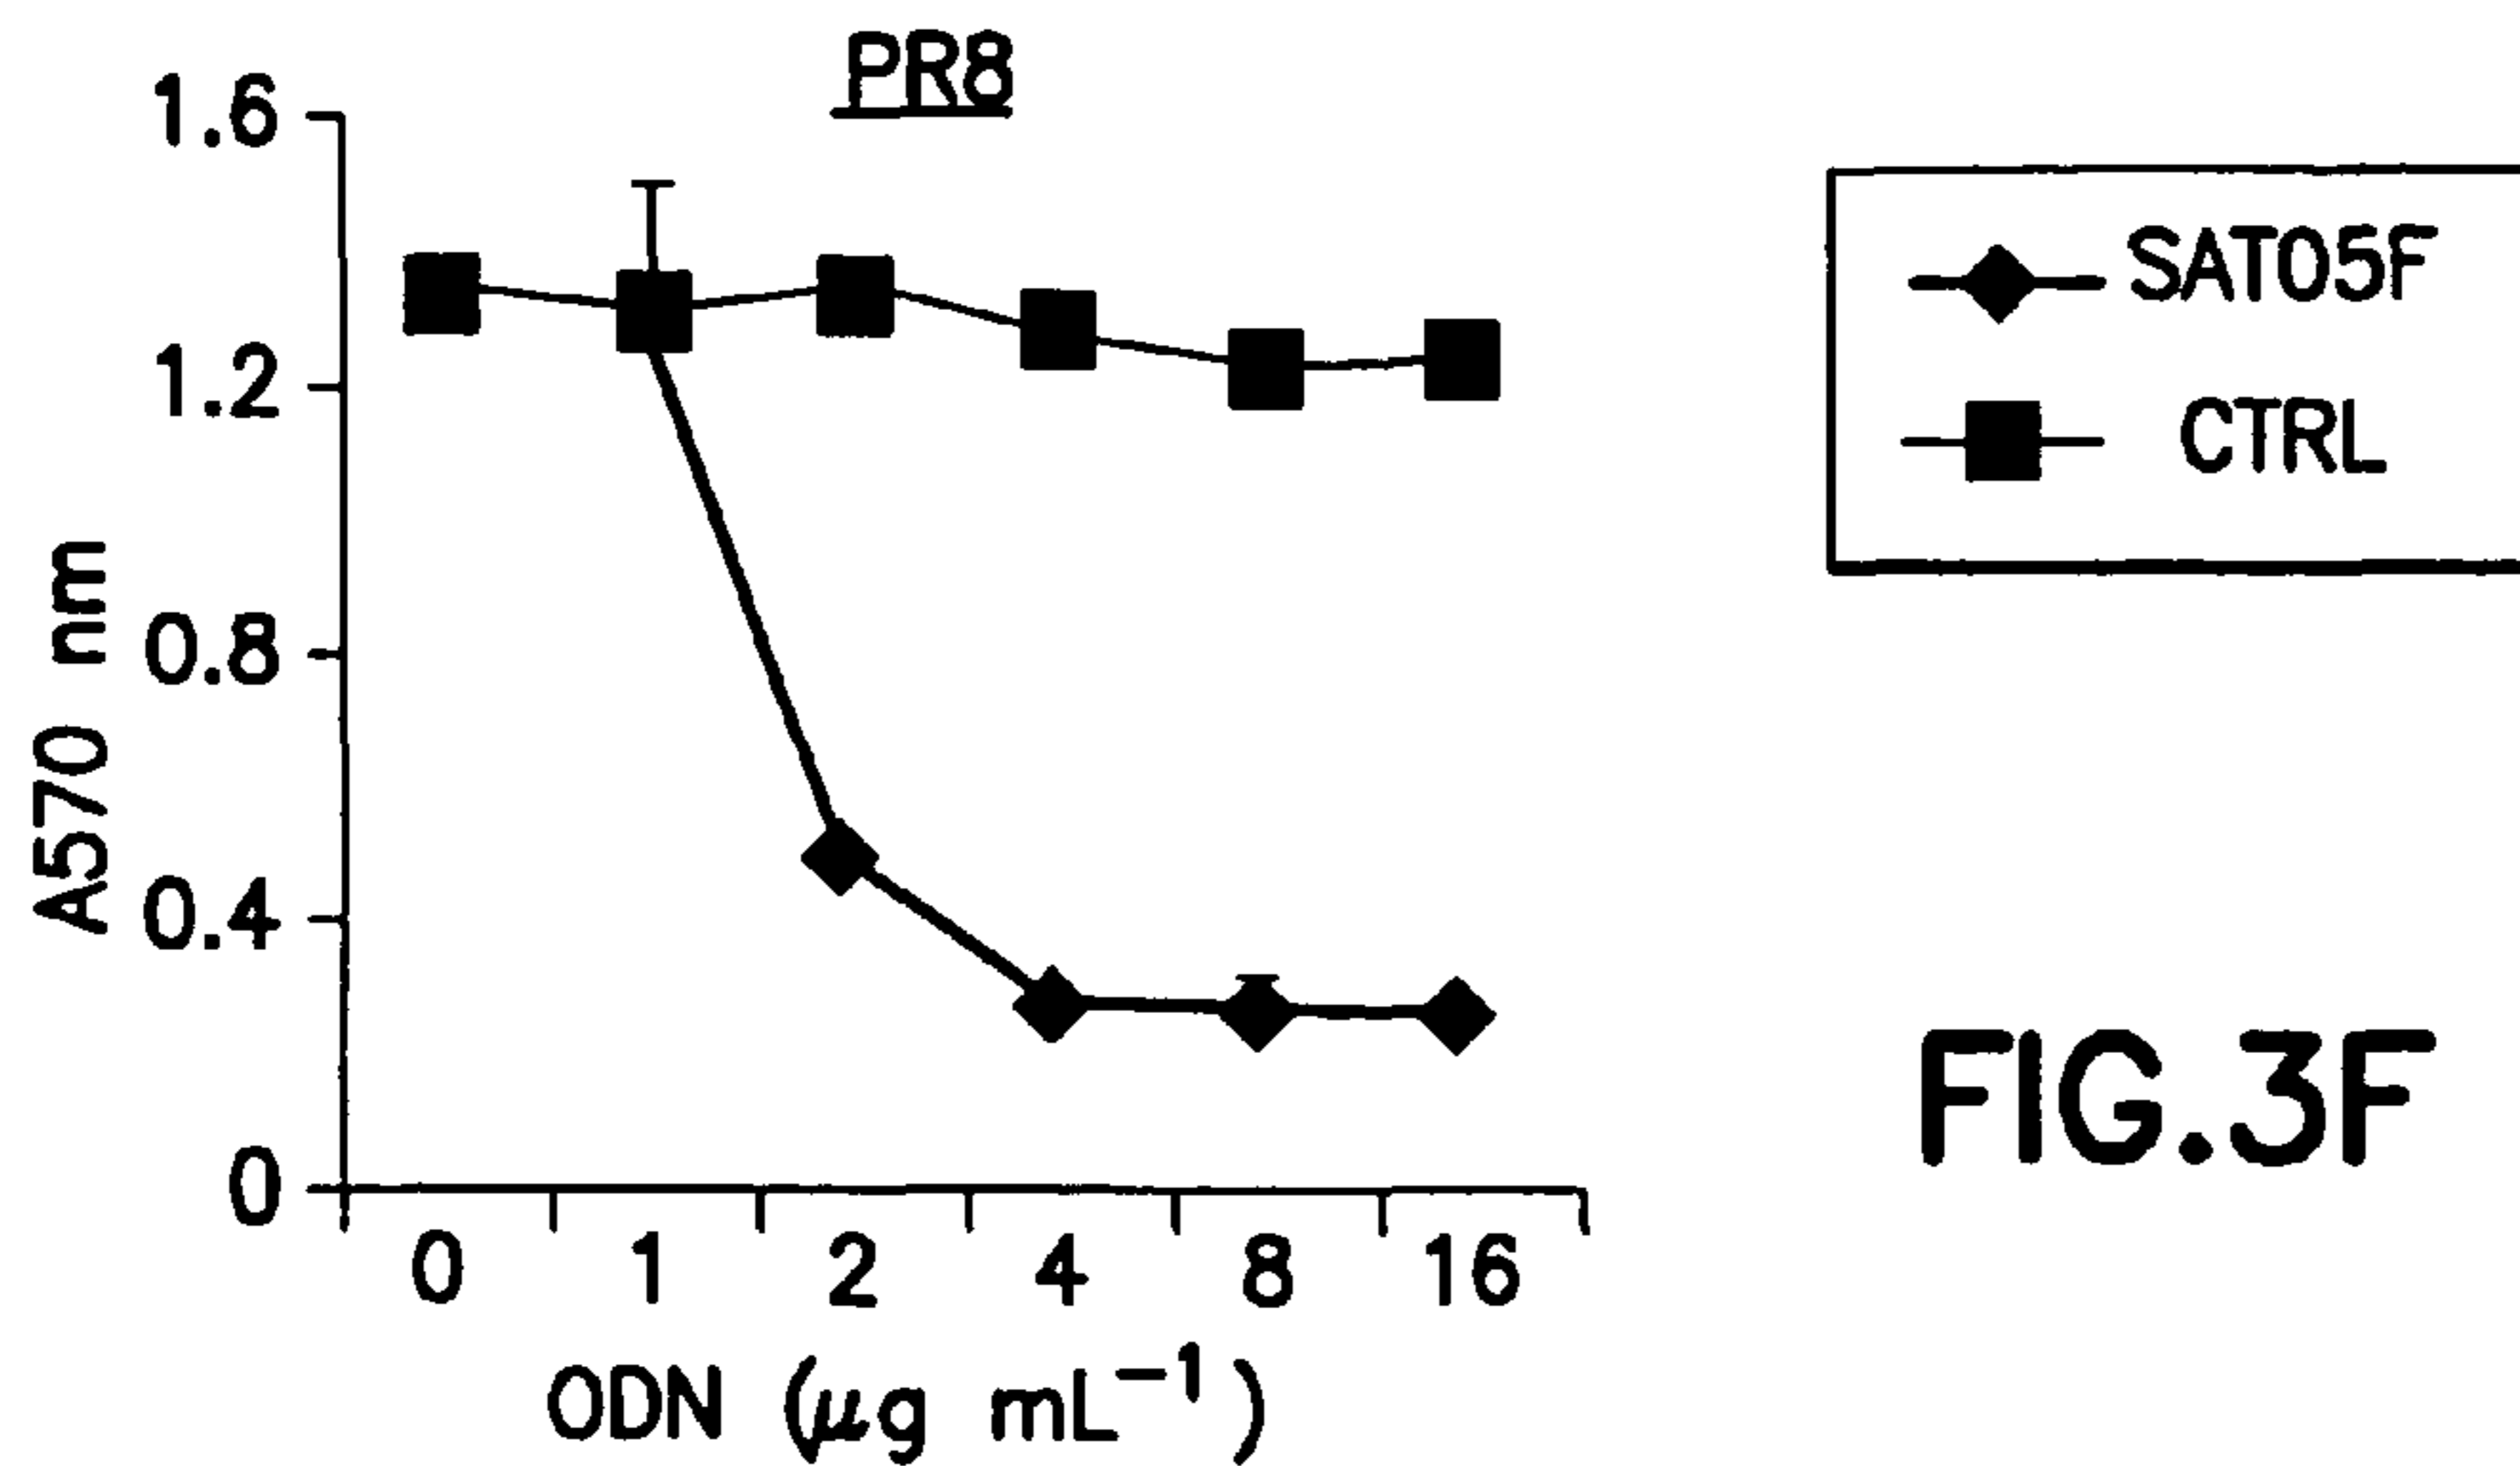 PR8
1.6
1.2
0.8
0.4
0
A570 nm
0 1 2 4 8 16
ODN (μg mL⁻¹)
SAT05F
CTRL
FIG.3F